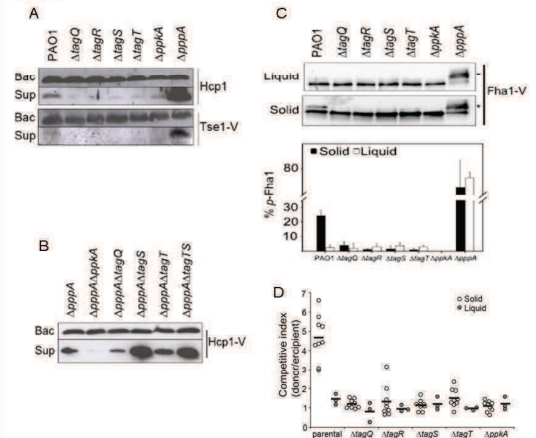 A
PAO1 ΔtagQ ΔtagR ΔtagS ΔtagT ΔppkA ΔpppA
Bac
Sup
Hcp1
Bac
Sup
Tse1-V
B
ΔpppA ΔpppAΔppkA ΔpppAΔtagQ ΔpppAΔtagS ΔpppAΔtagT ΔpppAΔtagTS
Bac
Sup
Hcp1-V
C
PAO1 ΔtagQ ΔtagR ΔtagS ΔtagT ΔppkA ΔpppA
Liquid
Solid
-
*
Fha1-V
Solid Liquid
% p-Fha1
80
30
20
10
PAO1 ΔtagQ ΔtagR ΔtagS ΔtagT ΔppkA ΔpppA
D
Solid
Liquid
Competitive index
(doncr/ercipient)
7
6
5
4
3
2
1
0
parental ΔtagQ ΔtagR ΔtagS ΔtagT ΔppkA